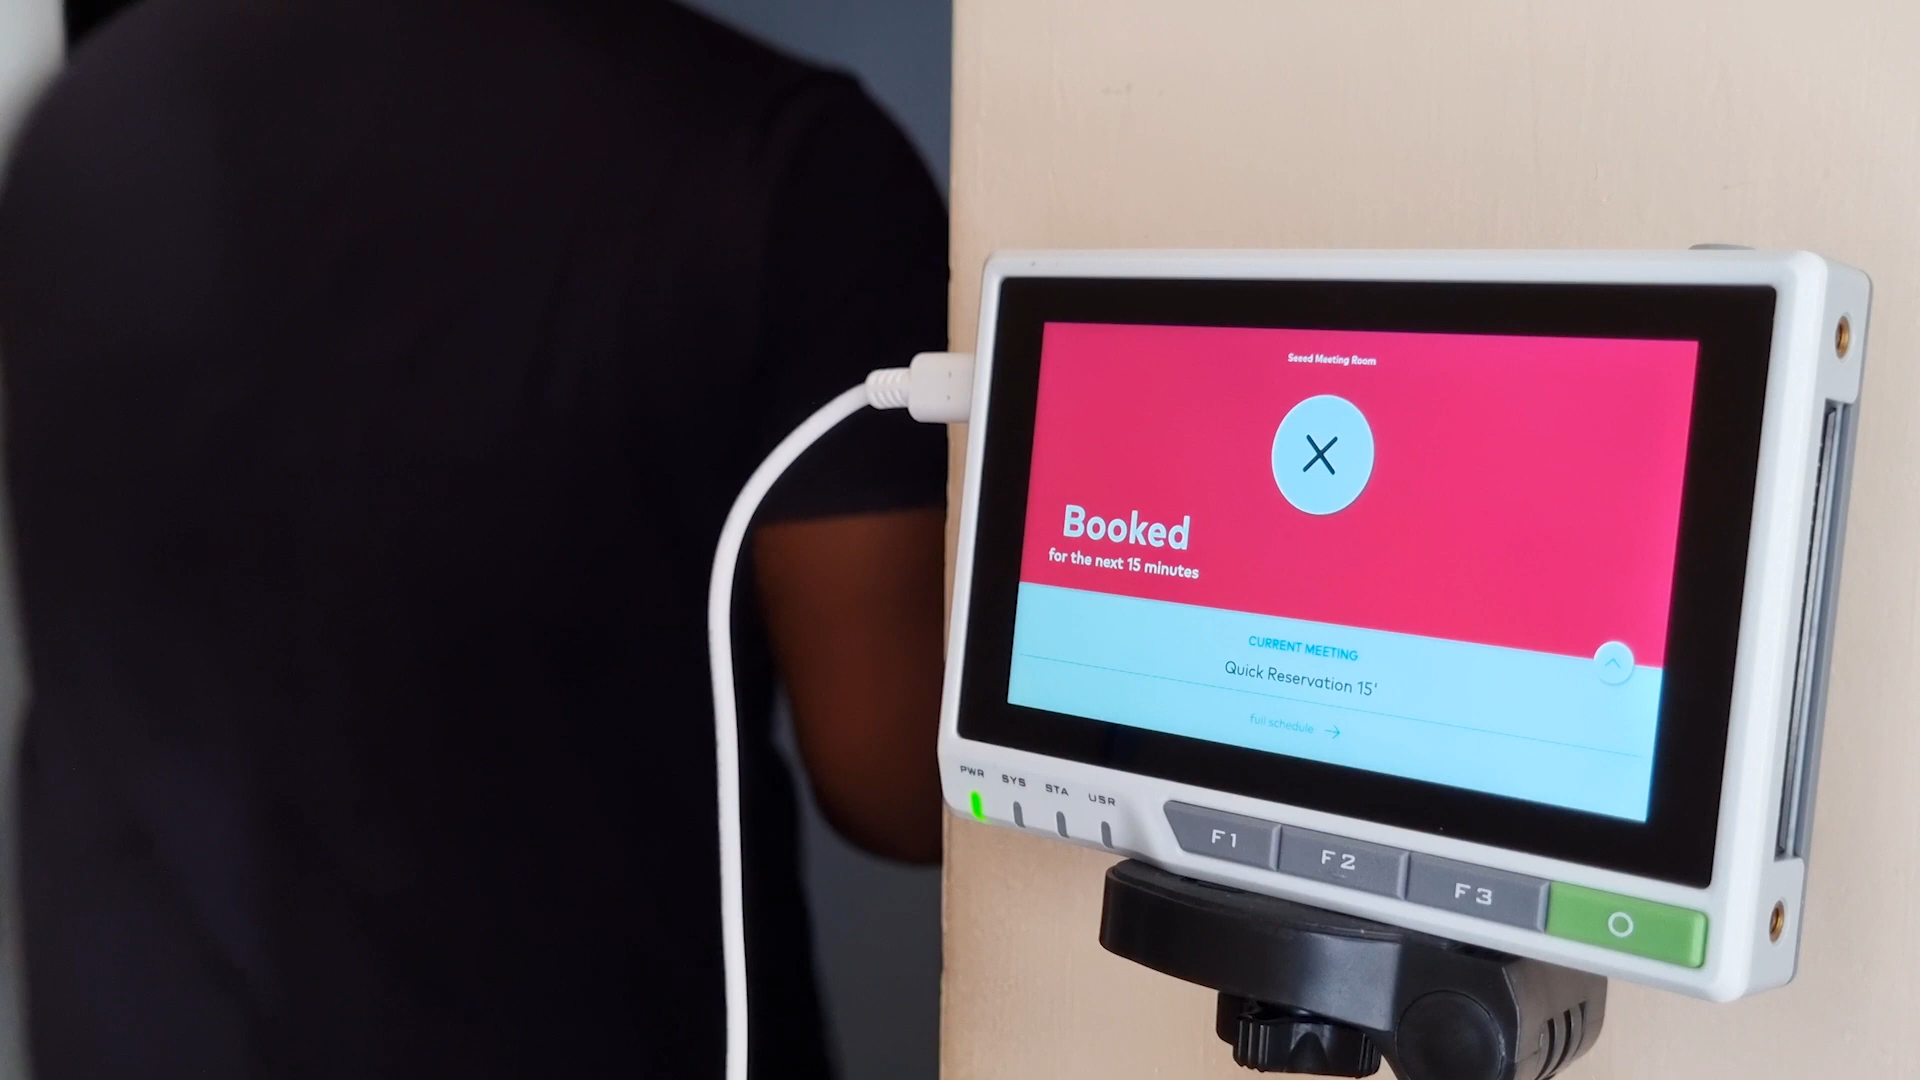 Seeed Meeting Room
Booked
for the next 15 minutes
CURRENT MEETING
Quick Reservation 15'
full schedule →
PWR SYS STA USR
F1 F2 F3